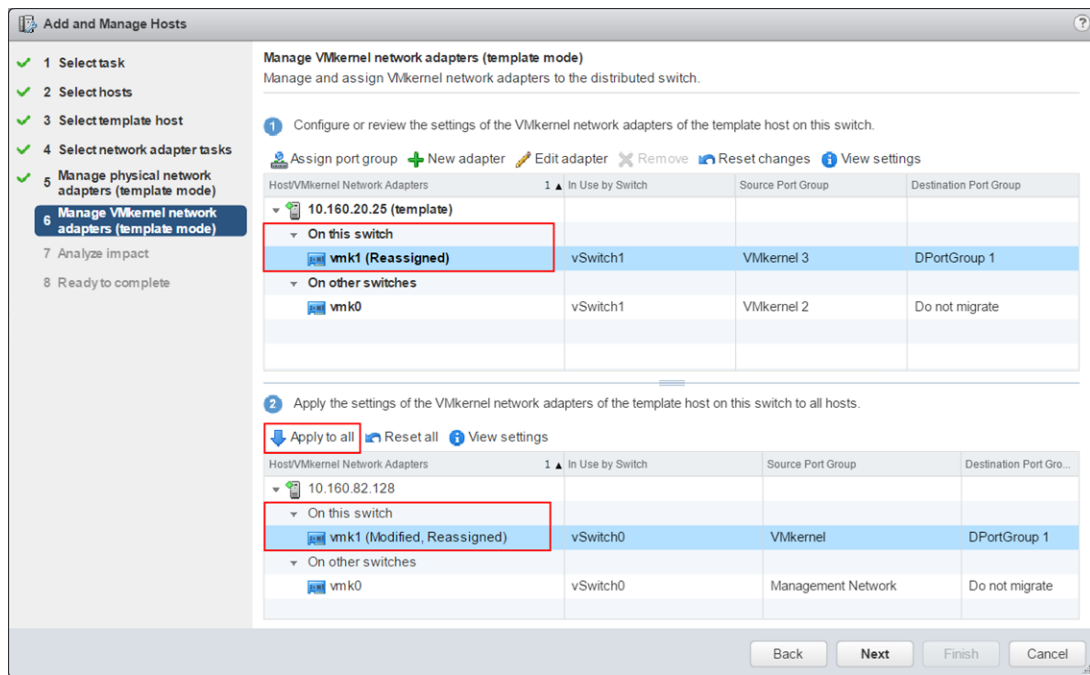 Add and Manage Hosts
?
1 Select task
2 Select hosts
3 Select template host
4 Select network adapter tasks
5 Manage physical network
adapters (template mode)
6 Manage VMkernel network
adapters (template mode)
7 Analyze impact
8 Ready to complete
Manage VMkernel network adapters (template mode)
Manage and assign VMkernel network adapters to the distributed switch.
1 Configure or review the settings of the VMkernel network adapters of the template host on this switch.
Assign port group New adapter Edit adapter Remove Reset changes View settings
Host/VMkernel Network Adapters 1 ▲ In Use by Switch Source Port Group Destination Port Group
10.160.20.25 (template)
On this switch
vmk1 (Reassigned) vSwitch1 VMkernel 3 DPortGroup 1
On other switches
vmk0 vSwitch1 VMkernel 2 Do not migrate
2 Apply the settings of the VMkernel network adapters of the template host on this switch to all hosts.
Apply to all Reset all View settings
Host/VMkernel Network Adapters 1 ▲ In Use by Switch Source Port Group Destination Port Gro...
10.160.82.128
On this switch
vmk1 (Modified, Reassigned) vSwitch0 VMkernel DPortGroup 1
On other switches
vmk0 vSwitch0 Management Network Do not migrate
Back Next Finish Cancel